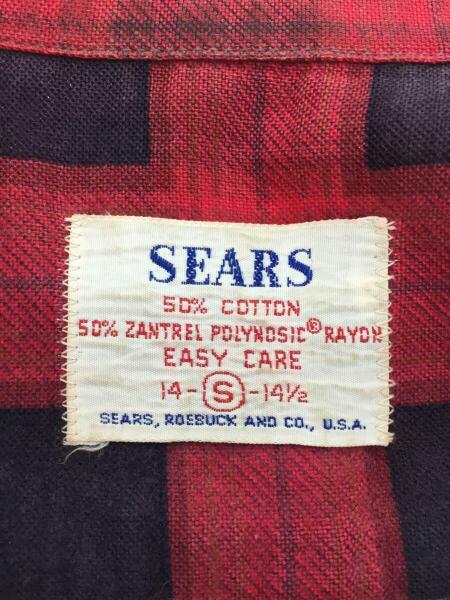 SEARS
50% COTTON
50% ZANTREL POLYNOSIC® RAYON
EASY CARE
14-S-14½
SEARS, ROEBUCK AND CO., U.S.A.